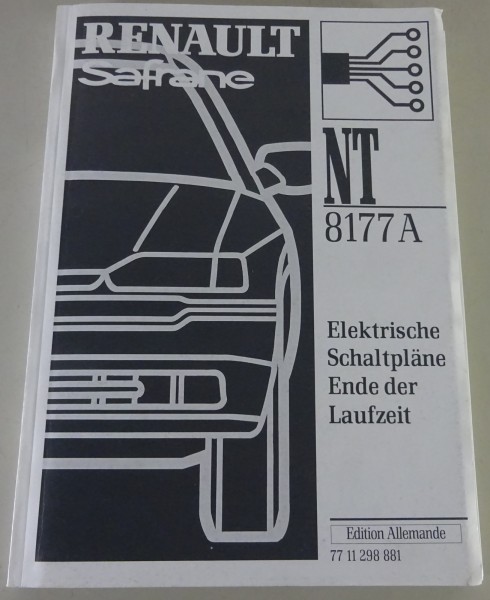 RENAULT
Safrane
NT
8177A
Elektrische
Schaltpläne
Ende der
Laufzeit
Edition Allemande
77 11 298 881